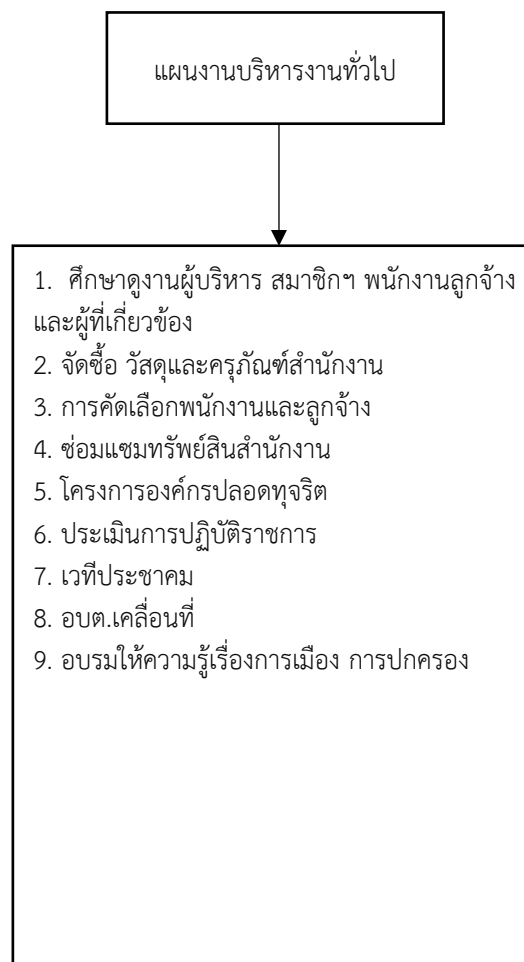 แผนงานบริหารงานทั่วไป
1. ศึกษาดูงานผู้บริหาร สมาชิกฯ พนักงานลูกจ้าง
และผู้ที่เกี่ยวข้อง
2. จัดซื้อ วัสดุและครุภัณฑ์สำนักงาน
3. การคัดเลือกพนักงานและลูกจ้าง
4. ซ่อมแซมทรัพย์สินสำนักงาน
5. โครงการองค์กรปลอดทุจริต
6. ประเมินการปฏิบัติราชการ
7. เวทีประชาคม
8. อบต.เคลื่อนที่
9. อบรมให้ความรู้เรื่องการเมือง การปกครอง